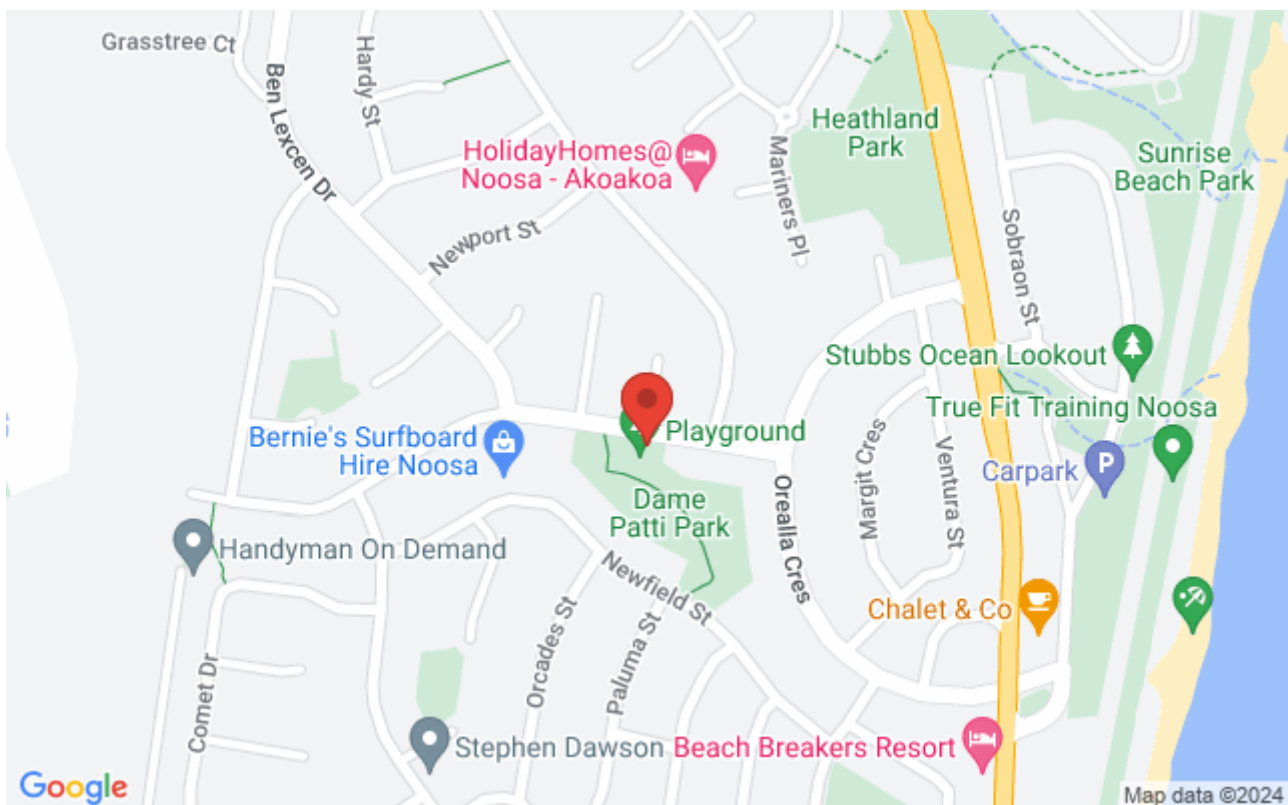 Grasstree Ct
Hardy St
Ben Lexcen Dr
Heathland
Park
Sunrise
Beach Park
HolidayHomes@
Noosa - Akoakoa
Mariners Pl
Newport St
Sobraon St
Stubbs Ocean Lookout
True Fit Training Noosa
Playground
Bernie's Surfboard
Hire Noosa
Carpark
P
Margit Cres
Ventura St
Orealla Cres
Dame
Patti Park
Handyman On Demand
Newfield St
Chalet & Co
Orcades St
Paluma St
Comet Dr
Stephen Dawson
Beach Breakers Resort
Google
Map data ©2024